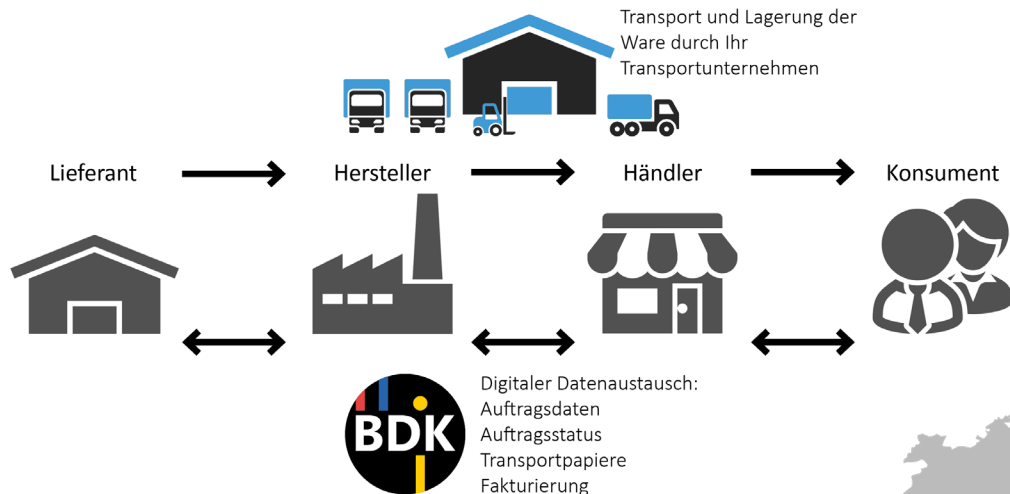 Transport und Lagerung der
Ware durch Ihr
Transportunternehmen
Lieferant
Hersteller
Händler
Konsument
BDK
Digitaler Datenaustausch:
Auftragsdaten
Auftragsstatus
Transportpapiere
Fakturierung